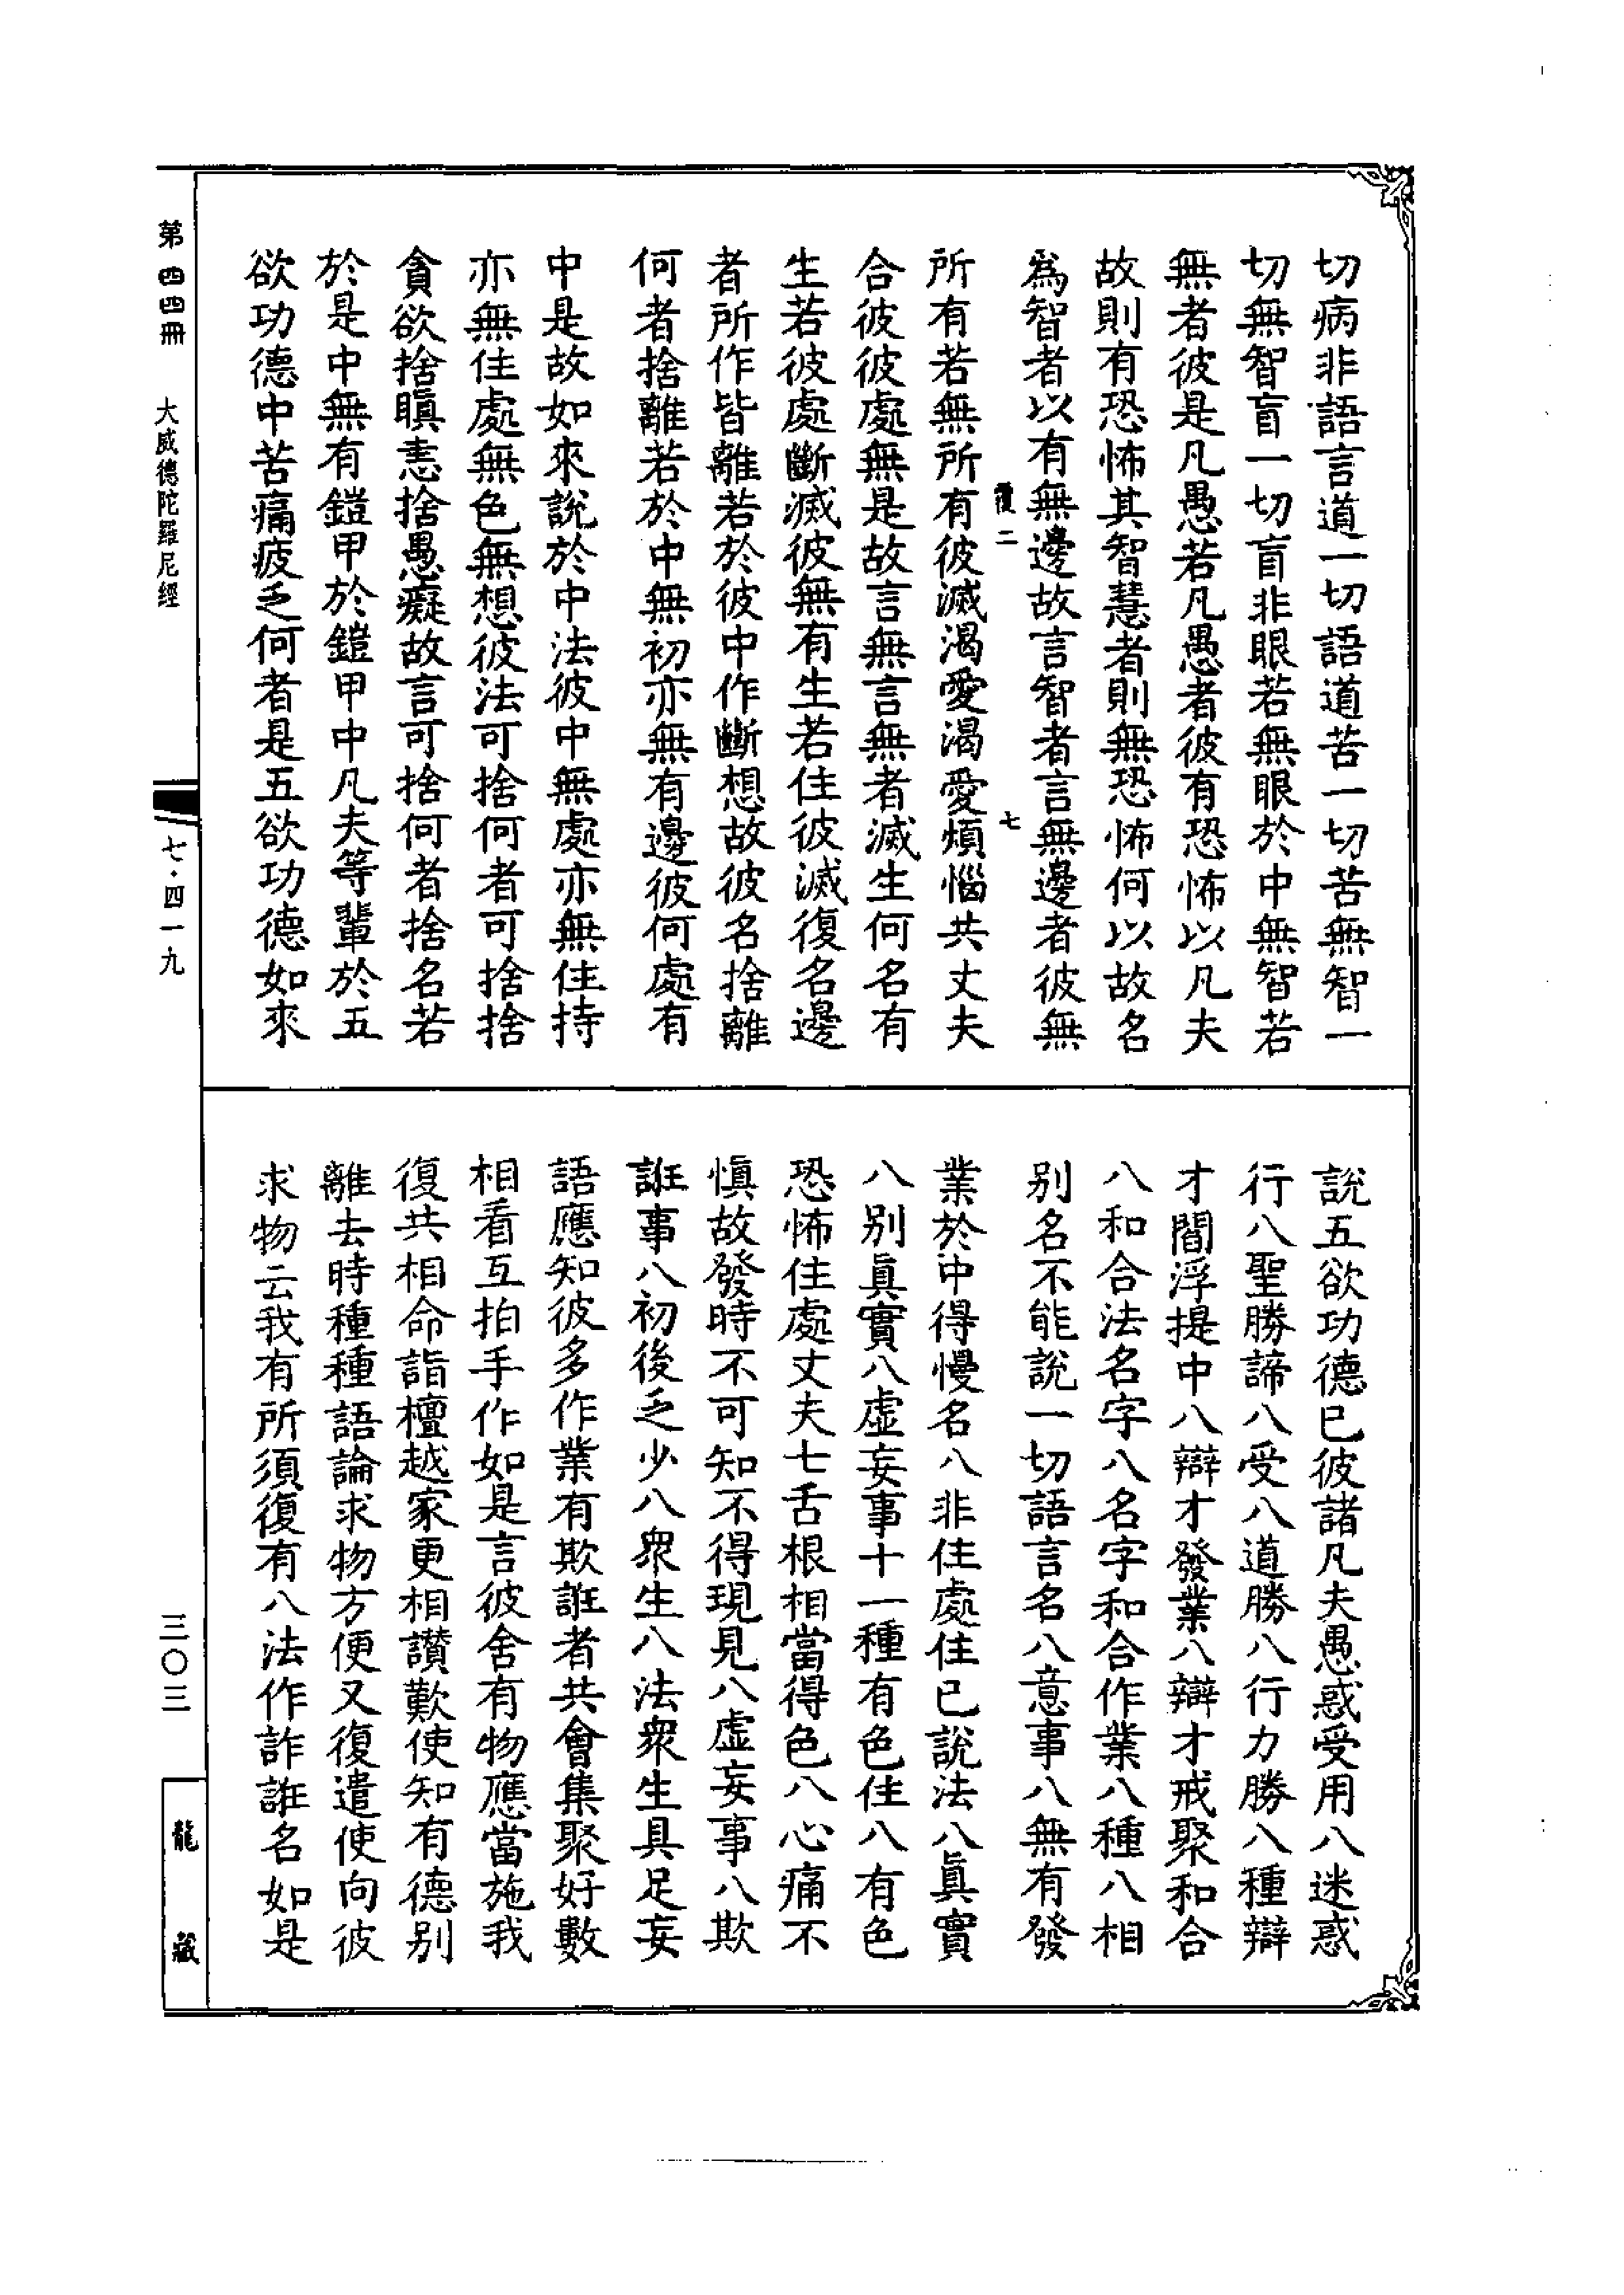 切病非語言道一切語道苦一切苦無智一
切無智盲一切盲非眼若無眼於中無智若
無者彼是凡愚若凡愚者彼有恐怖以凡夫
故則有恐怖其智慧者則無恐怖何以故名
爲智者以有無邊故言智者言無邊者彼無
復二 七
所有若無所有彼滅渴愛渴愛煩惱共丈夫
合彼彼處無是故言無言無者滅生何名有
生若彼處斷滅彼無有生若住彼滅復名邊
者所作皆離若於彼中作斷想故彼名捨離
何者捨離若於中無初亦無有邊彼何處有
中是故如來說於中法彼中無處亦無住持
亦無住處無色無想彼法可捨何者可捨捨
貪欲捨瞋恚捨愚癡故言可捨何者捨名若
於是中無有鎧甲於鎧甲中凡夫等輩於五
欲功德中苦痛疲乏何者是五欲功德如來
說五欲功德已彼諸凡夫愚惑受用八迷惑
行八聖勝諦八受八道勝八行力勝八種辯
才閻浮提中八辯才發業八辯才戒聚和合
八和合法名字八名字和合作業八種八相
別名不能說一切語言名八意事八無有發
業於中得慢名八非住處住已說法八眞實
八別眞實八虛妄事十一種有色住八有色
恐怖住處丈夫七舌根相當得色八心痛不
愼故發時不可知不得現見八虛妄事八欺
誑事八初後乏少八衆生八法衆生具足妄
語應知彼多作業有欺誑者共會集聚好數
相看互拍手作如是言彼舍有物應當施我
復共相命詣檀越家更相讚歎使知有德別
離去時種種語論求物方便又復遣使向彼
求物云我有所須復有八法作詐誑名如是
第四四冊 大威德陀羅尼經 七·四一九 三〇三 龍藏